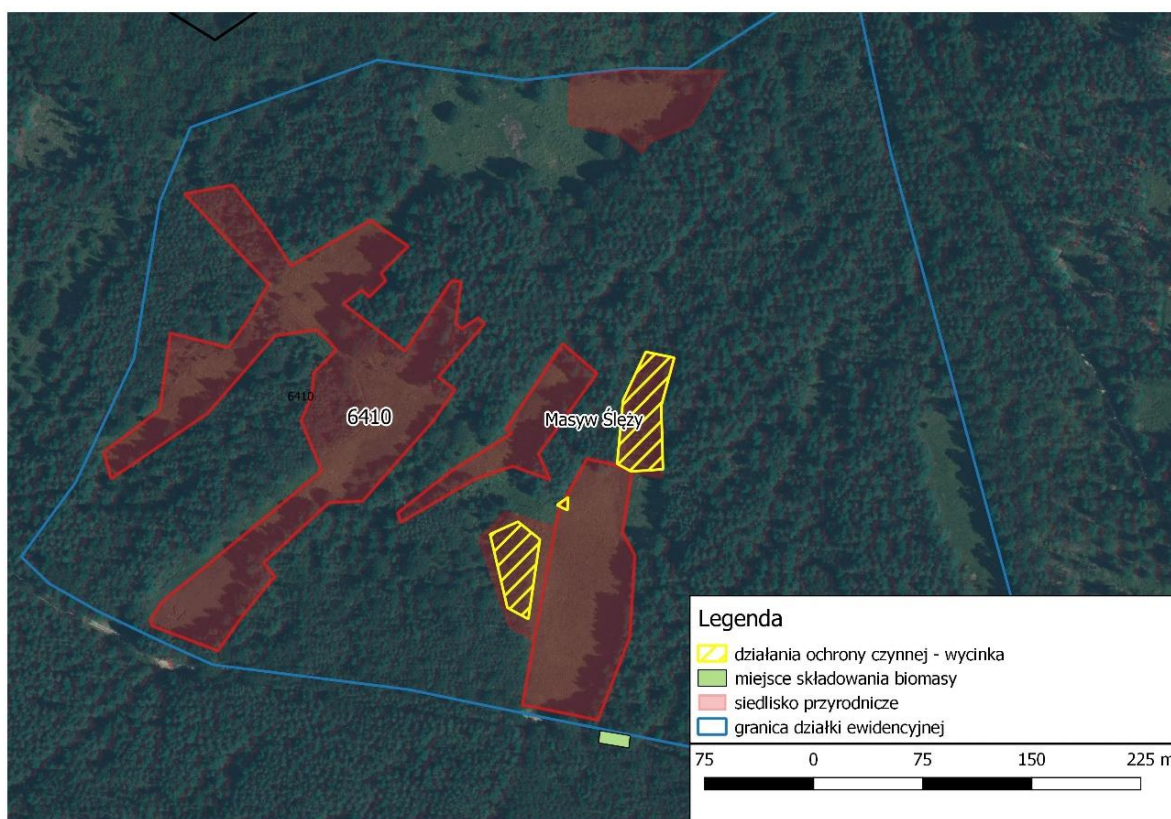 6410
6410
Masyw Ślęży
Legenda
działania ochrony czynnej - wycinka
miejsce składowania biomasy
siedlisko przyrodnicze
granica działki ewidencyjnej
75 0 75 150 225 m